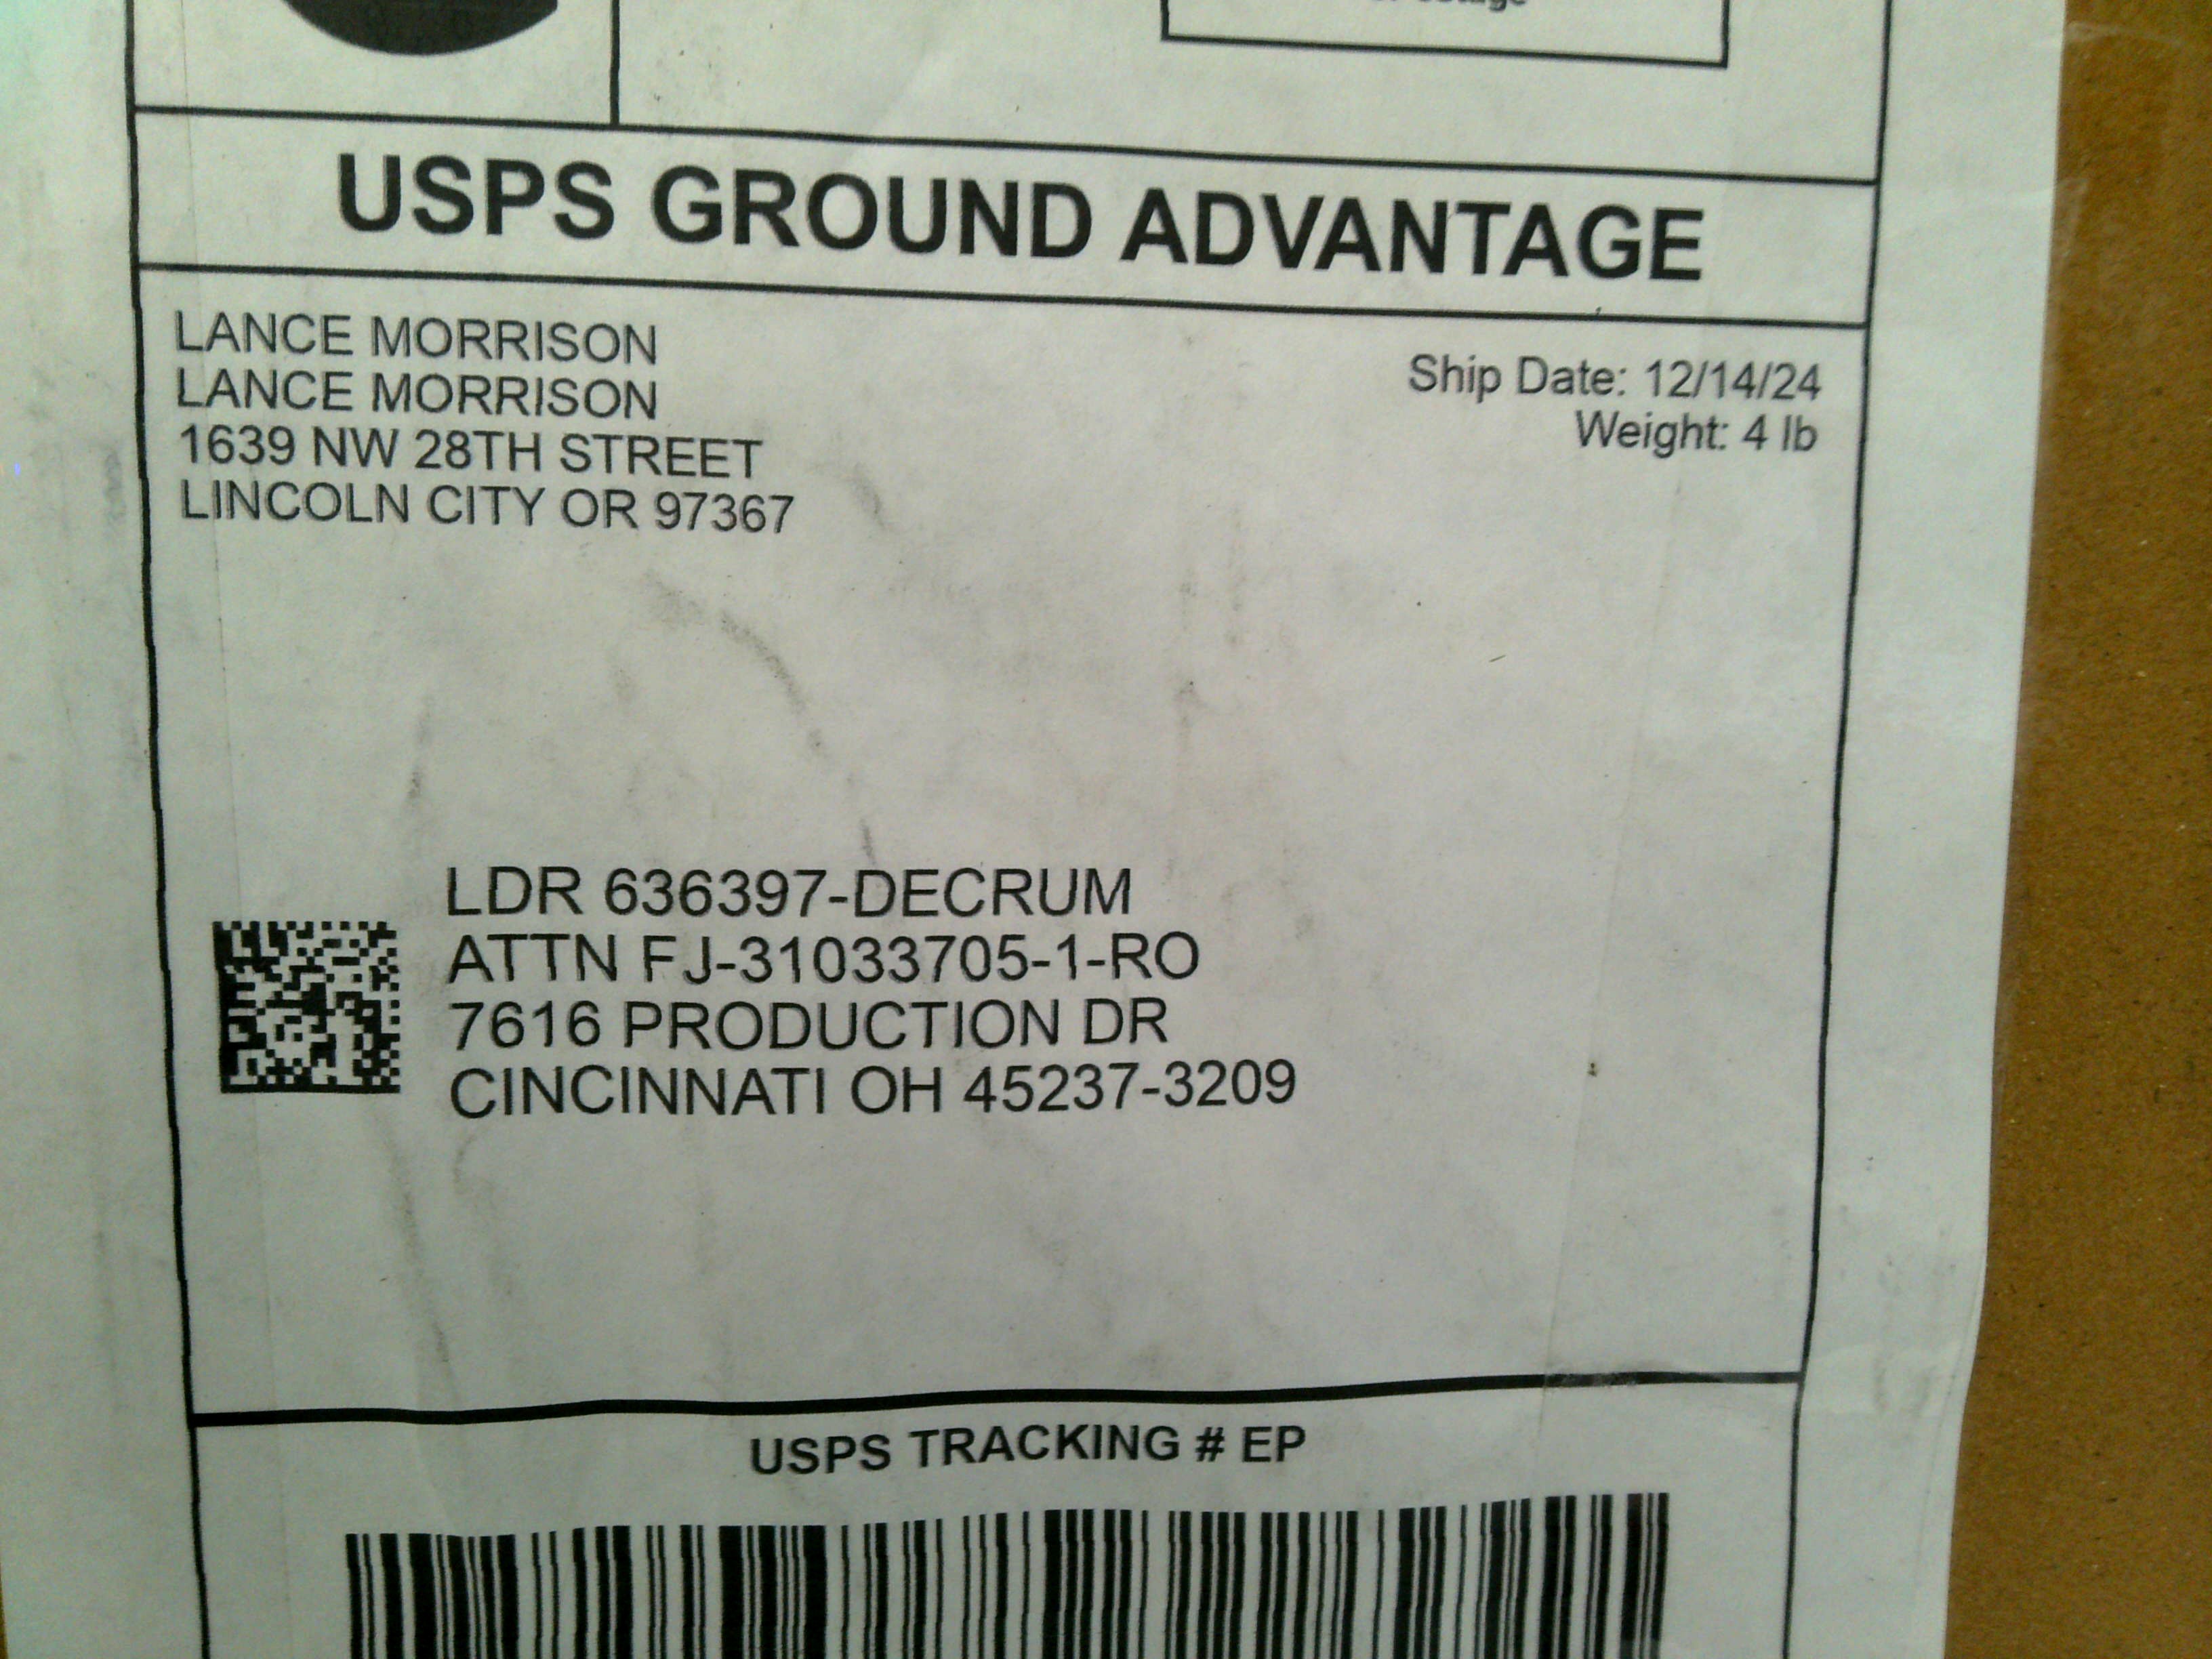 USPS GROUND ADVANTAGE
LANCE MORRISON
LANCE MORRISON
1639 NW 28TH STREET
LINCOLN CITY OR 97367
Ship Date: 12/14/24
Weight: 4 lb
LDR 636397-DECRUM
ATTN FJ-31033705-1-RO
7616 PRODUCTION DR
CINCINNATI OH 45237-3209
USPS TRACKING # EP